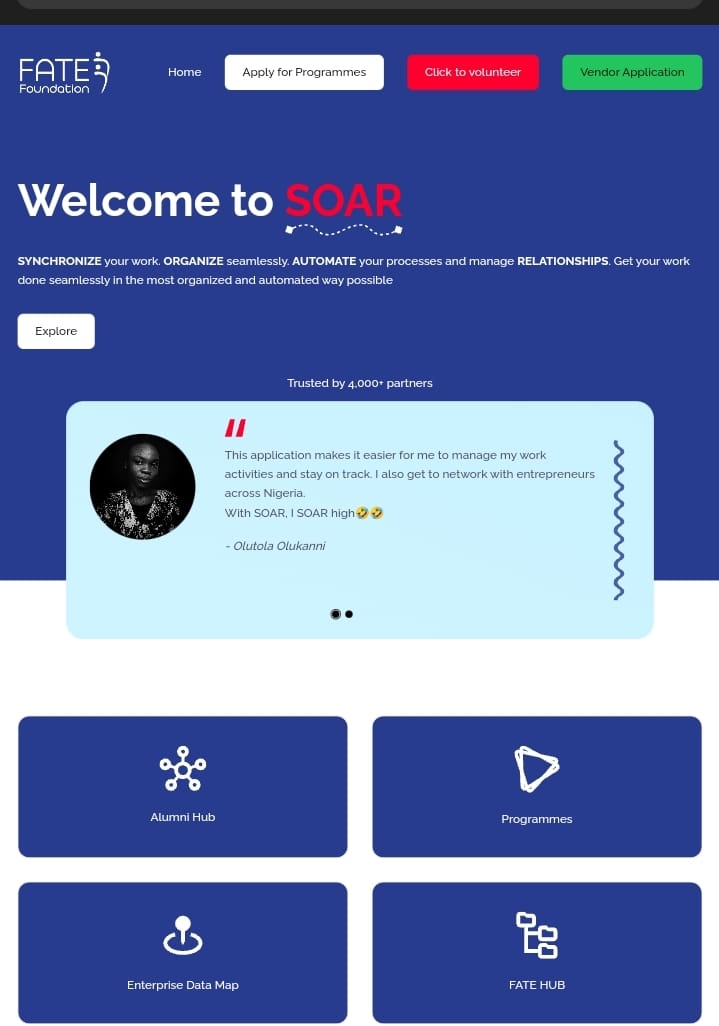 FATE
Foundation
Home
Apply for Programmes
Click to volunteer
Vendor Application
Welcome to SOAR
SYNCHRONIZE your work. ORGANIZE seamlessly. AUTOMATE your processes and manage RELATIONSHIPS. Get your work
done seamlessly in the most organized and automated way possible
Explore
Trusted by 4,000+ partners
This application makes it easier for me to manage my work
activities and stay on track. I also get to network with entrepreneurs
across Nigeria.
With SOAR, I SOAR high🤣🤣
- Olutola Olukanni
Alumni Hub
Programmes
Enterprise Data Map
FATE HUB